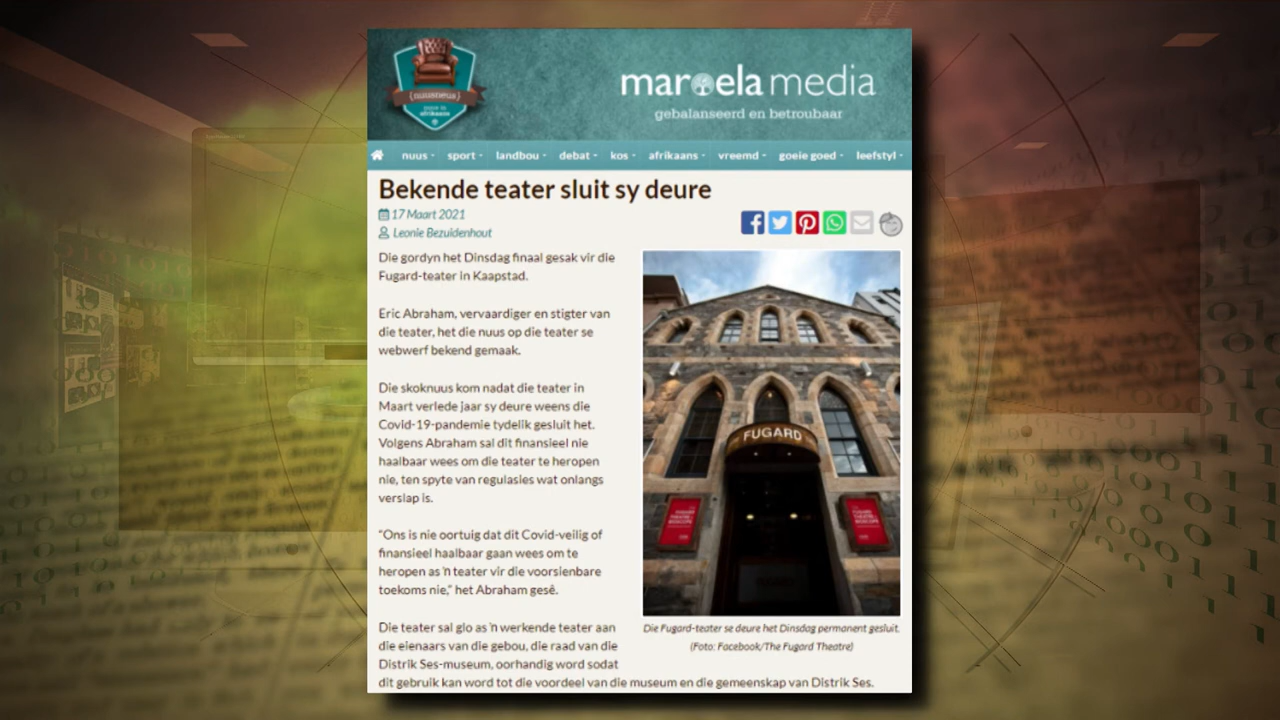 {nuusneus}
maroela media
gebalanseerd en betroubaar
nuus
sport
landbou
debat
kos
afrikaans
vreemd
goeie goed
leefstyl
Bekende teater sluit sy deure
17 Maart 2021
Leonie Bezuidenhout
Die gordyn het Dinsdag finaal gesak vir die
Fugard-teater in Kaapstad.
Eric Abraham, vervaardiger en stigter van
die teater, het die nuus op die teater se
webwerf bekend gemaak.
Die skoknuus kom nadat die teater in
Maart verlede jaar sy deure weens die
Covid-19-pandemie tydelik gesluit het.
Volgens Abraham sal dit finansieel nie
haalbaar wees om die teater te heropen
nie, ten spyte van regulasies wat onlangs
verslap is.
“Ons is nie oortuig dat dit Covid-veilig of
finansieel haalbaar gaan wees om te
heropen as 'n teater vir die voorsienbare
toekoms nie,” het Abraham gesê.
Die teater sal glo as 'n werkende teater aan
die eienaars van die gebou, die raad van die
Distrik Ses-museum, oorhandig word sodat
dit gebruik kan word tot die voordeel van die museum en die gemeenskap van Distrik Ses.
FUGARD
Die Fugard-teater se deure het Dinsdag permanent gesluit.
(Foto: Facebook/The Fugard Theatre)